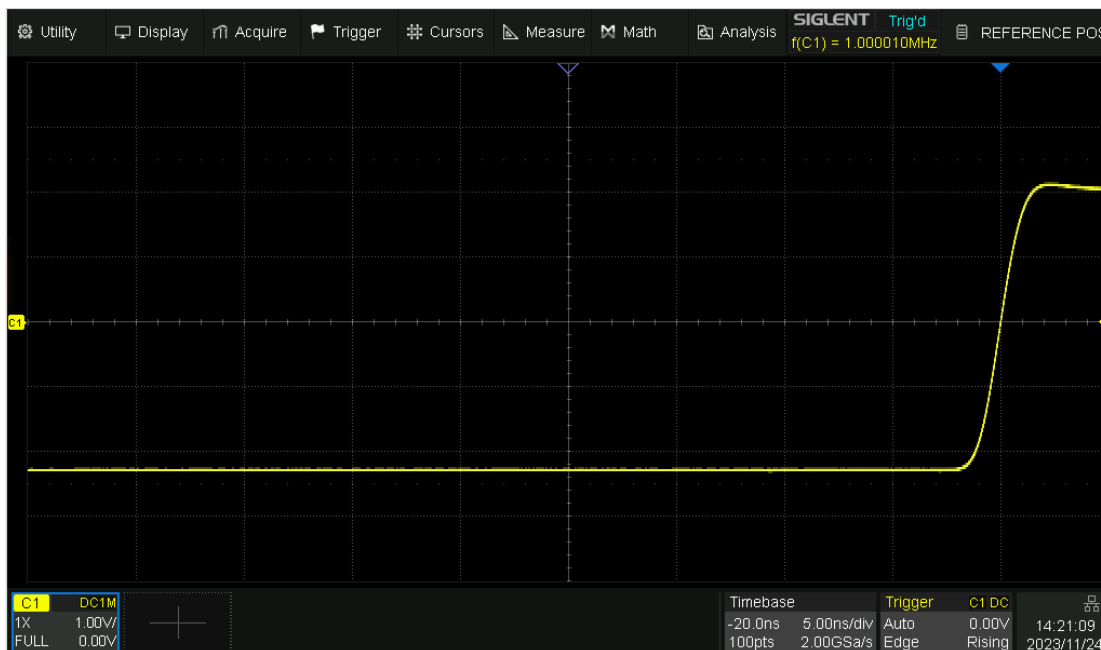 Utility Display Acquire Trigger Cursors Measure Math Analysis
SIGLENT Trig'd
f(C1) = 1.000010MHz
REFERENCE POS
C1
C1 DC1M
1X 1.00V/
FULL 0.00V
Timebase
-20.0ns 5.00ns/div
100pts 2.00GSa/s
Trigger C1 DC
Auto 0.00V
Edge Rising
14:21:09
2023/11/24